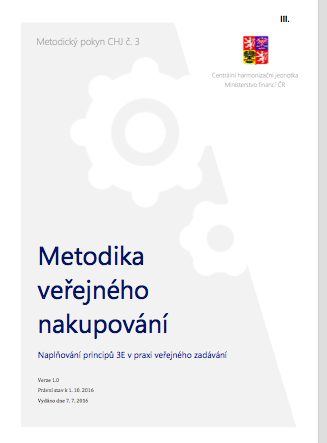 III.
Metodický pokyn CHJ č. 3
Centrální harmonizační jednotka
Ministerstvo financí ČR
Metodika
veřejného
nakupování
Naplňování principů 3E v praxi veřejného zadávání
Verze 1.0
Právní stav k 1. 10. 2016
Vydáno dne 7. 7. 2016